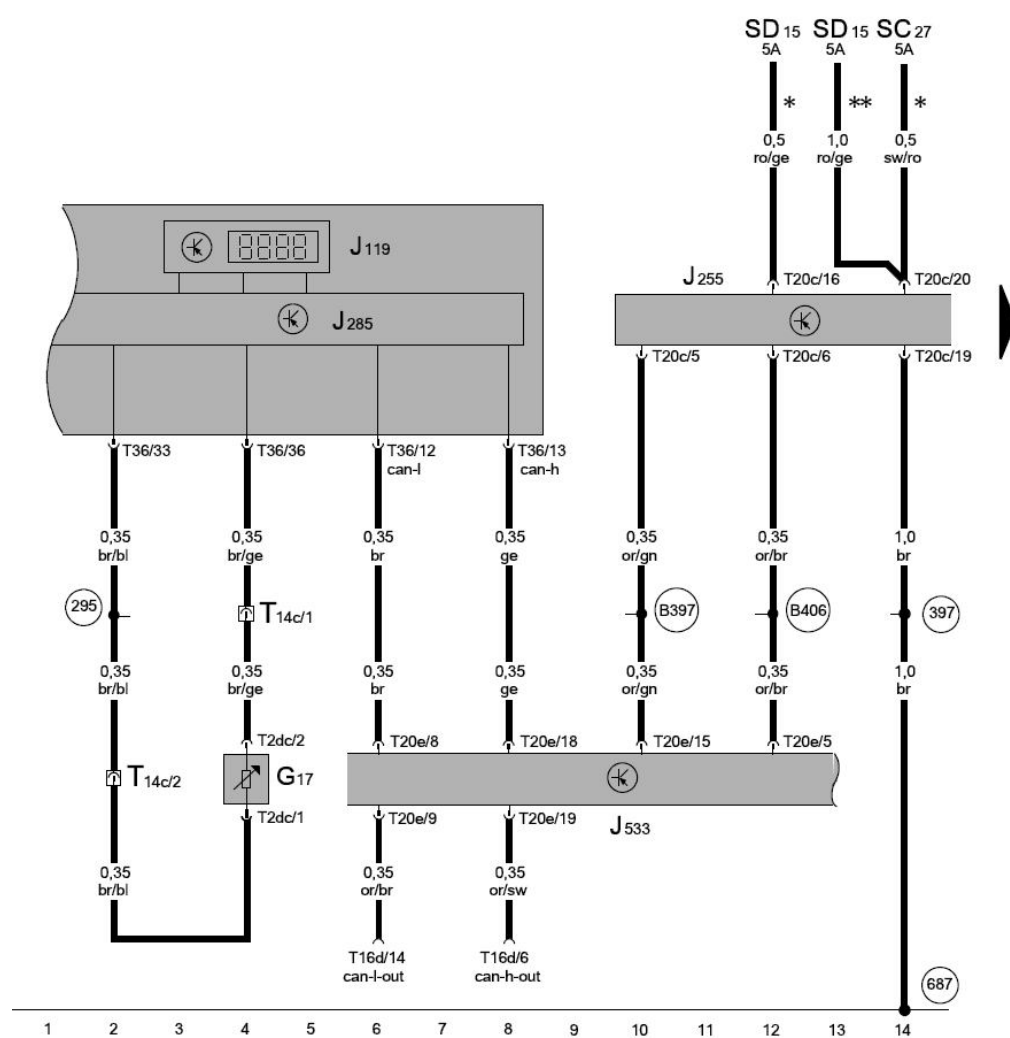 SD 15 SD 15 SC 27
5A 5A 5A
* ** *
0,5 1,0 0,5
ro/ge ro/ge sw/ro
J 119
J 255 T20c/16 T20c/20
J 285
T20c/5 T20c/6 T20c/19
T36/33 T36/36 T36/12 T36/13
can-l can-h
0,35 0,35 0,35 0,35 0,35 0,35 1,0
br/bl br/ge br ge or/gn or/br br
295 T14c/1 B397 B406 397
0,35 0,35 0,35 0,35 0,35 0,35 1,0
br/bl br/ge br ge or/gn or/br br
T2dc/2 T20e/8 T20e/18 T20e/15 T20e/5
T14c/2 G17
T2dc/1 T20e/9 T20e/19 J 533
0,35 0,35 0,35
br/bl or/br or/sw
T16d/14 T16d/6
can-l-out can-h-out
687
1 2 3 4 5 6 7 8 9 10 11 12 13 14